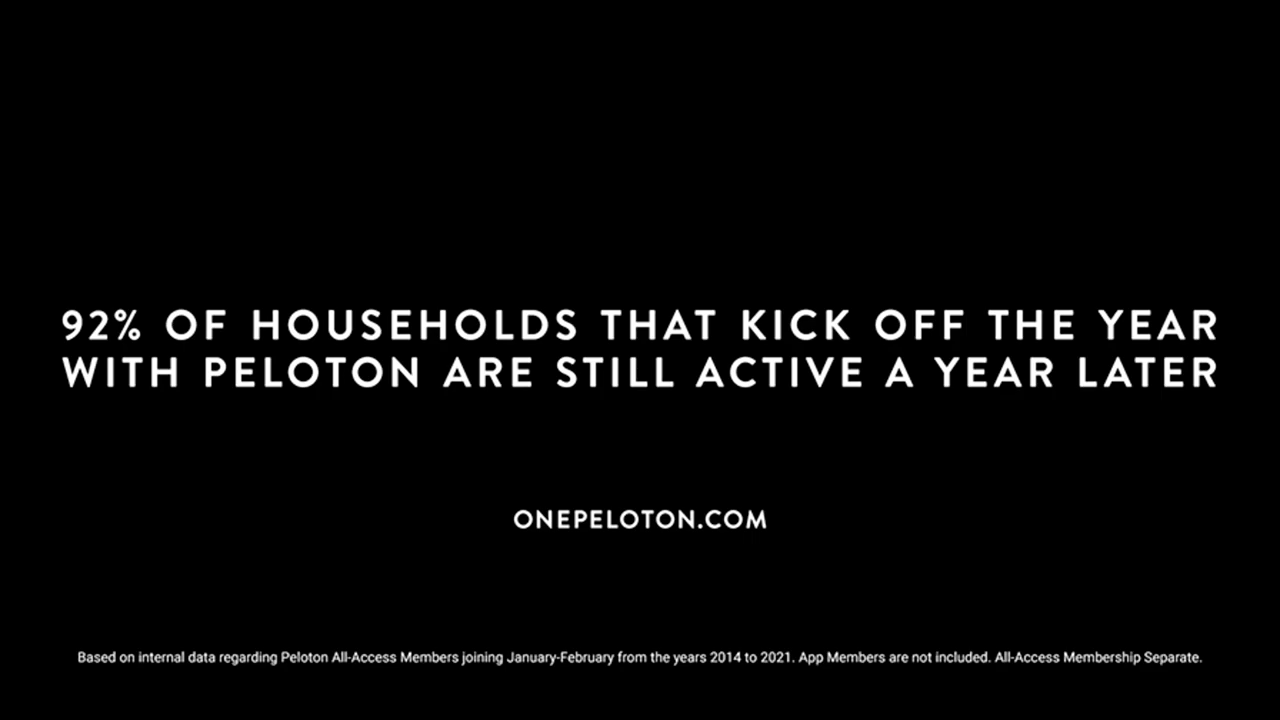 92% OF HOUSEHOLDS THAT KICK OFF THE YEAR
WITH PELOTON ARE STILL ACTIVE A YEAR LATER
ONEPELOTON.COM
Based on internal data regarding Peloton All-Access Members joining January-February from the years 2014 to 2021. App Members are not included. All-Access Membership Separate.